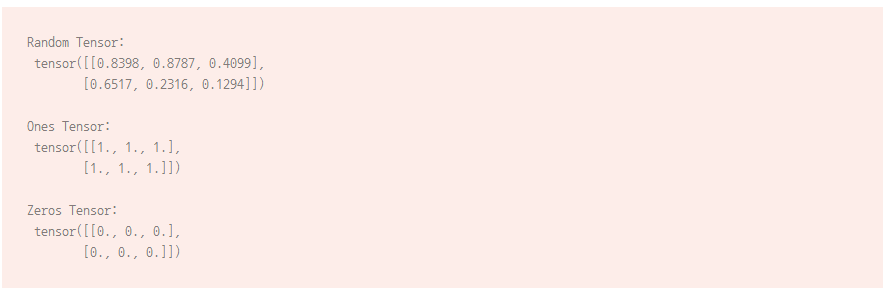 Random Tensor:
 tensor([[0.8398, 0.8787, 0.4099],
        [0.6517, 0.2316, 0.1294]])

Ones Tensor:
 tensor([[1., 1., 1.],
        [1., 1., 1.]])

Zeros Tensor:
 tensor([[0., 0., 0.],
        [0., 0., 0.]])